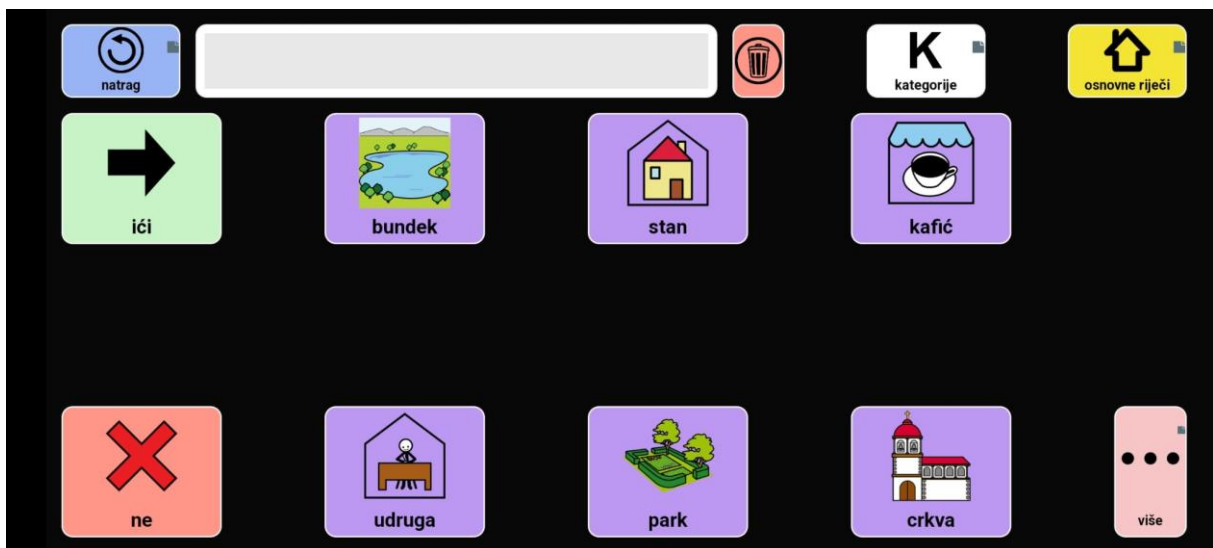 natrag
K
kategorije
osnovne riječi
ići
bundek
stan
kafić
ne
udruga
park
crkva
više